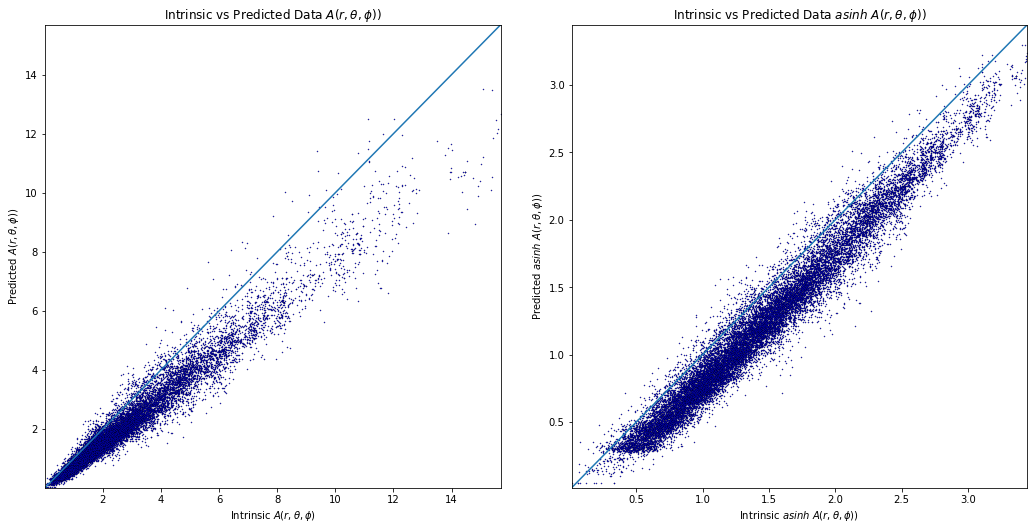 Intrinsic vs Predicted Data A(r, θ, ϕ))
Predicted A(r, θ, ϕ))
14
12
10
8
6
4
2
2 4 6 8 10 12 14
Intrinsic A(r, θ, ϕ)
Intrinsic vs Predicted Data asinh A(r, θ, ϕ))
Predicted asinh A(r, θ, ϕ))
3.0
2.5
2.0
1.5
1.0
0.5
0.5 1.0 1.5 2.0 2.5 3.0
Intrinsic asinh A(r, θ, ϕ))